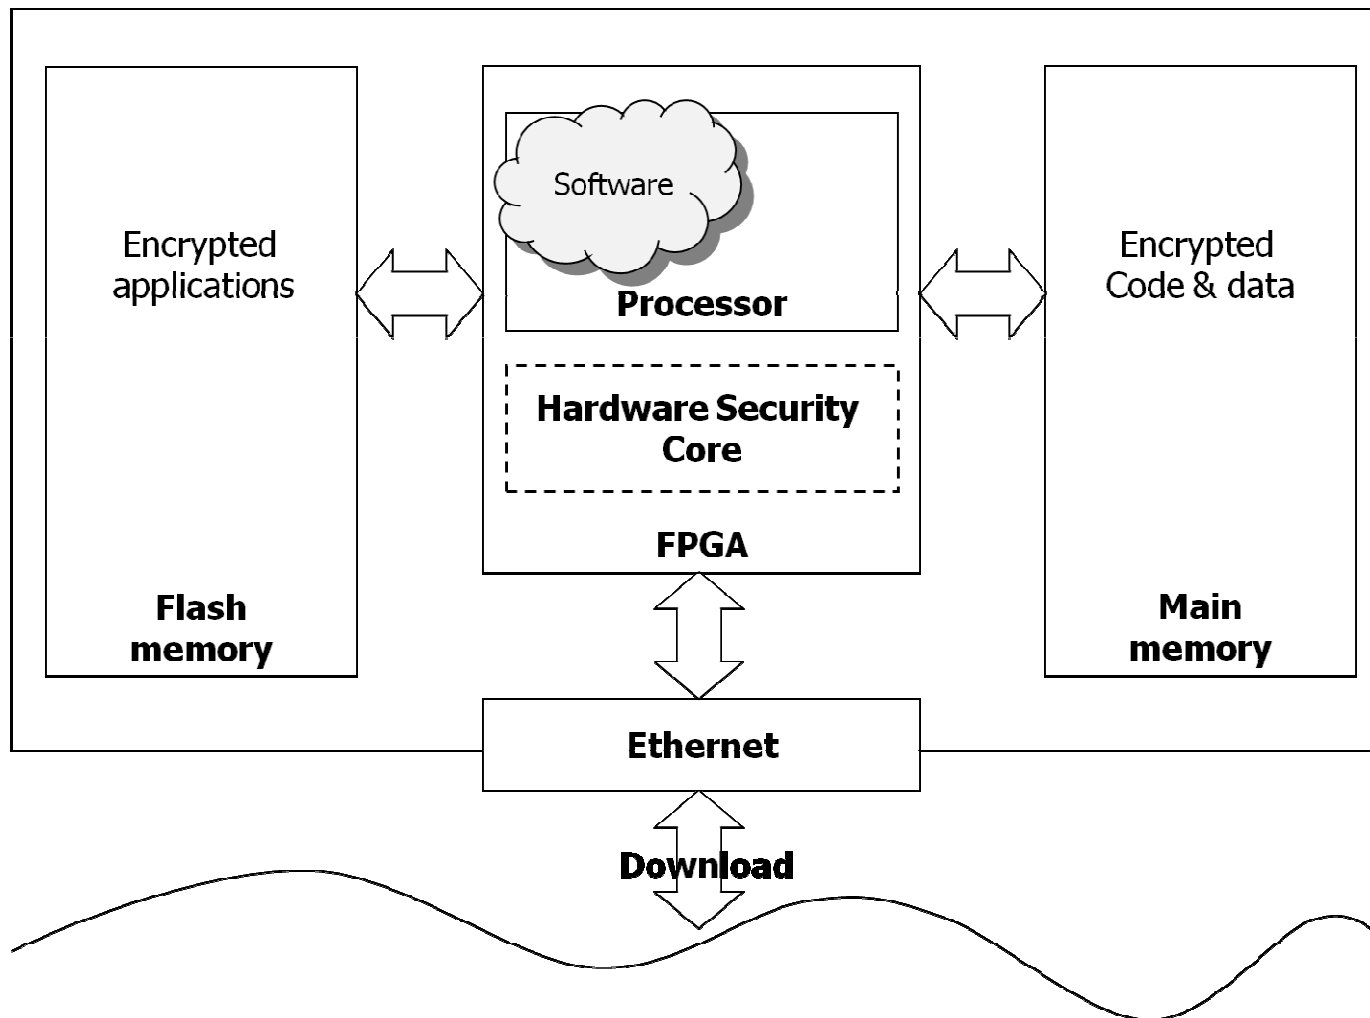 Encrypted
applications
Flash
memory
Software
Processor
Hardware Security
Core
FPGA
Encrypted
Code & data
Main
memory
Ethernet
Download